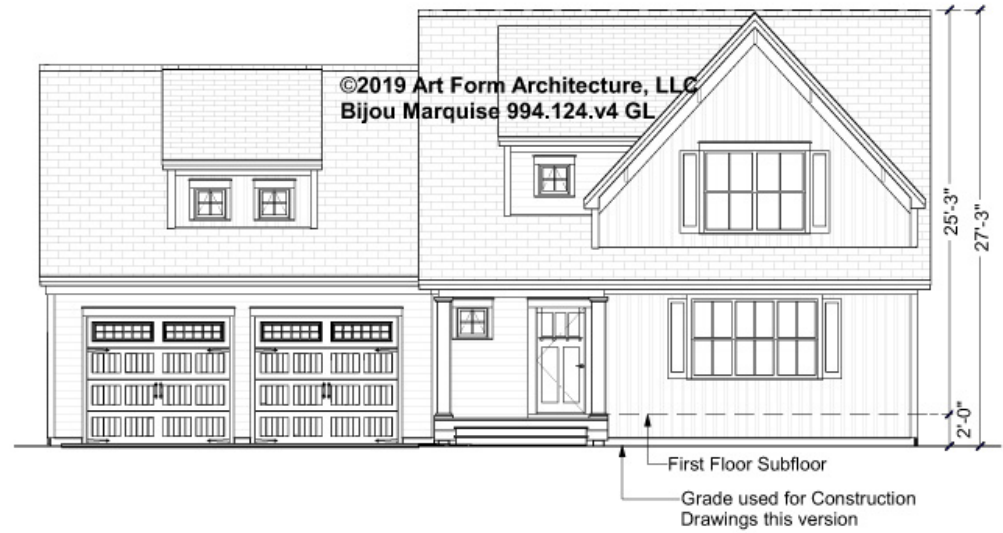 ©2019 Art Form Architecture, LLC
Bijou Marquise 994.124.v4 GL
25'-3"
27'-3"
2'-0"
First Floor Subfloor
Grade used for Construction
Drawings this version